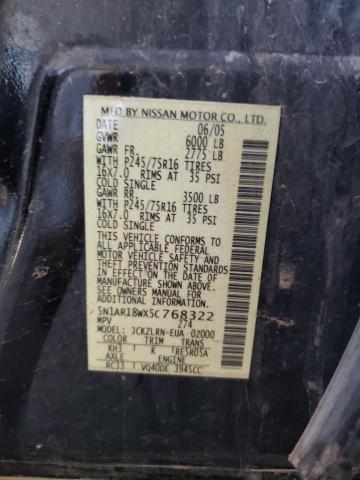 MFD BY NISSAN MOTOR CO., LTD.
DATE 06/05
GVWR 6000 LB
GAWR FR. 2775 LB
WITH P245/75R16 TIRES
16X7.0 RIMS AT 35 PSI
COLD SINGLE
GAWR RR. 3500 LB
WITH P245/75R16 TIRES
16X7.0 RIMS AT 35 PSI
COLD SINGLE
THIS VEHICLE CONFORMS TO
ALL APPLICABLE FEDERAL
MOTOR VEHICLE SAFETY
STANDARDS IN EFFECT ON
THE DATE OF
MANUFACTURE SHOWN ABOVE.
SEE OWNERS MANUAL FOR
ADDITIONAL INFORMATION.
5N1AR18WX5C768322
MPV 274
MODEL JCKZLRN-EUA 02000
COLOR TRIM TRANS
KH3 K RE5R05A
AXLE ENGINE
RC33 VQ40DE 3945CC